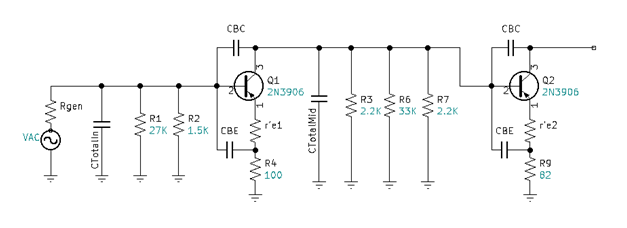 CBC
CBC
Q1
2N3906
3
2
1
Q2
2N3906
3
2
1
Rgen
VAC
CTotalIn
R1
27K
R2
1.5K
CBE
r'e1
R4
100
CTotalMid
R3
2.2K
R6
33K
R7
2.2K
CBE
r'e2
R9
82